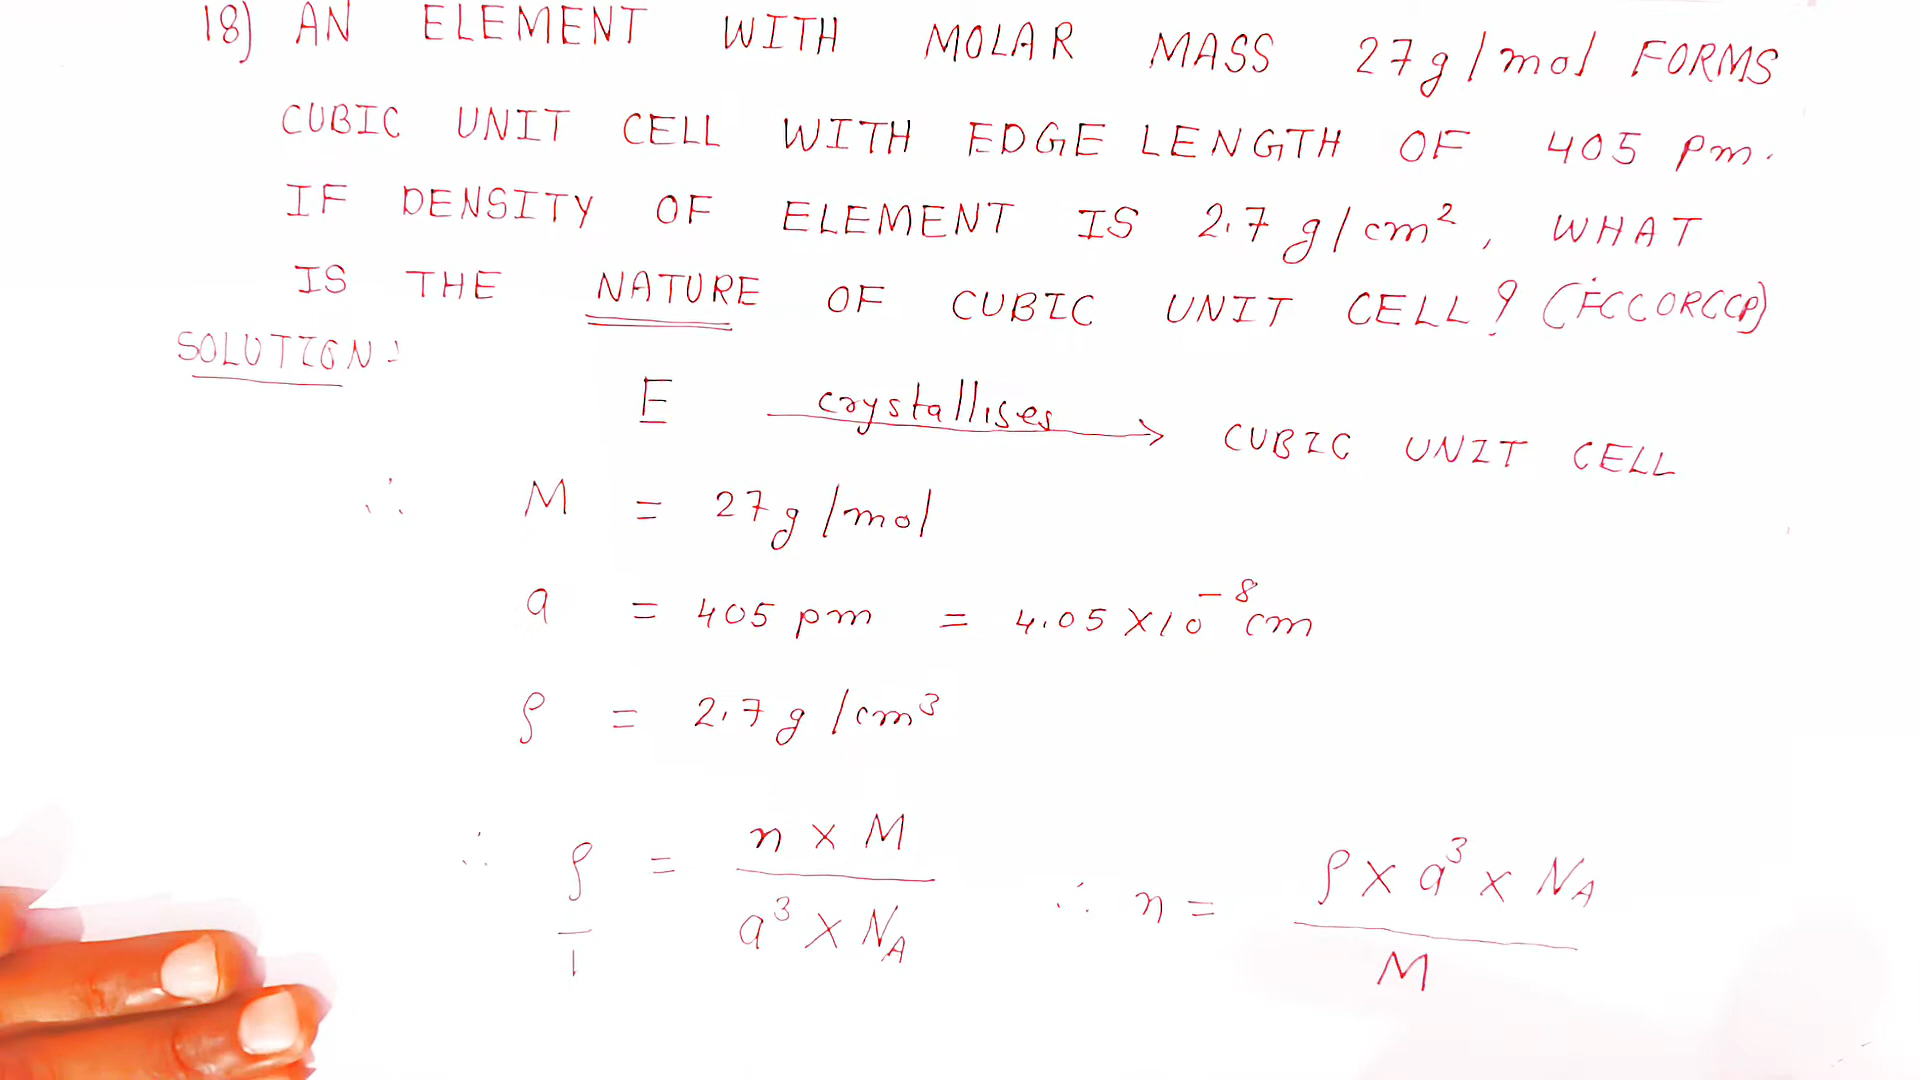 18) AN ELEMENT WITH MOLAR MASS 27g/mol FORMS
CUBIC UNIT CELL WITH EDGE LENGTH OF 405 pm.
IF DENSITY OF ELEMENT IS 2.7 g/cm², WHAT
IS THE NATURE OF CUBIC UNIT CELL? (FCC OR CCP)
SOLUTION:
E crystallises → CUBIC UNIT CELL
∴ M = 27g/mol
a = 405 pm = 4.05 × 10⁻⁸ cm
ρ = 2.7 g/cm³
∴ ρ/1 = n × M / a³ × N_A ∴ n = ρ × a³ × N_A / M